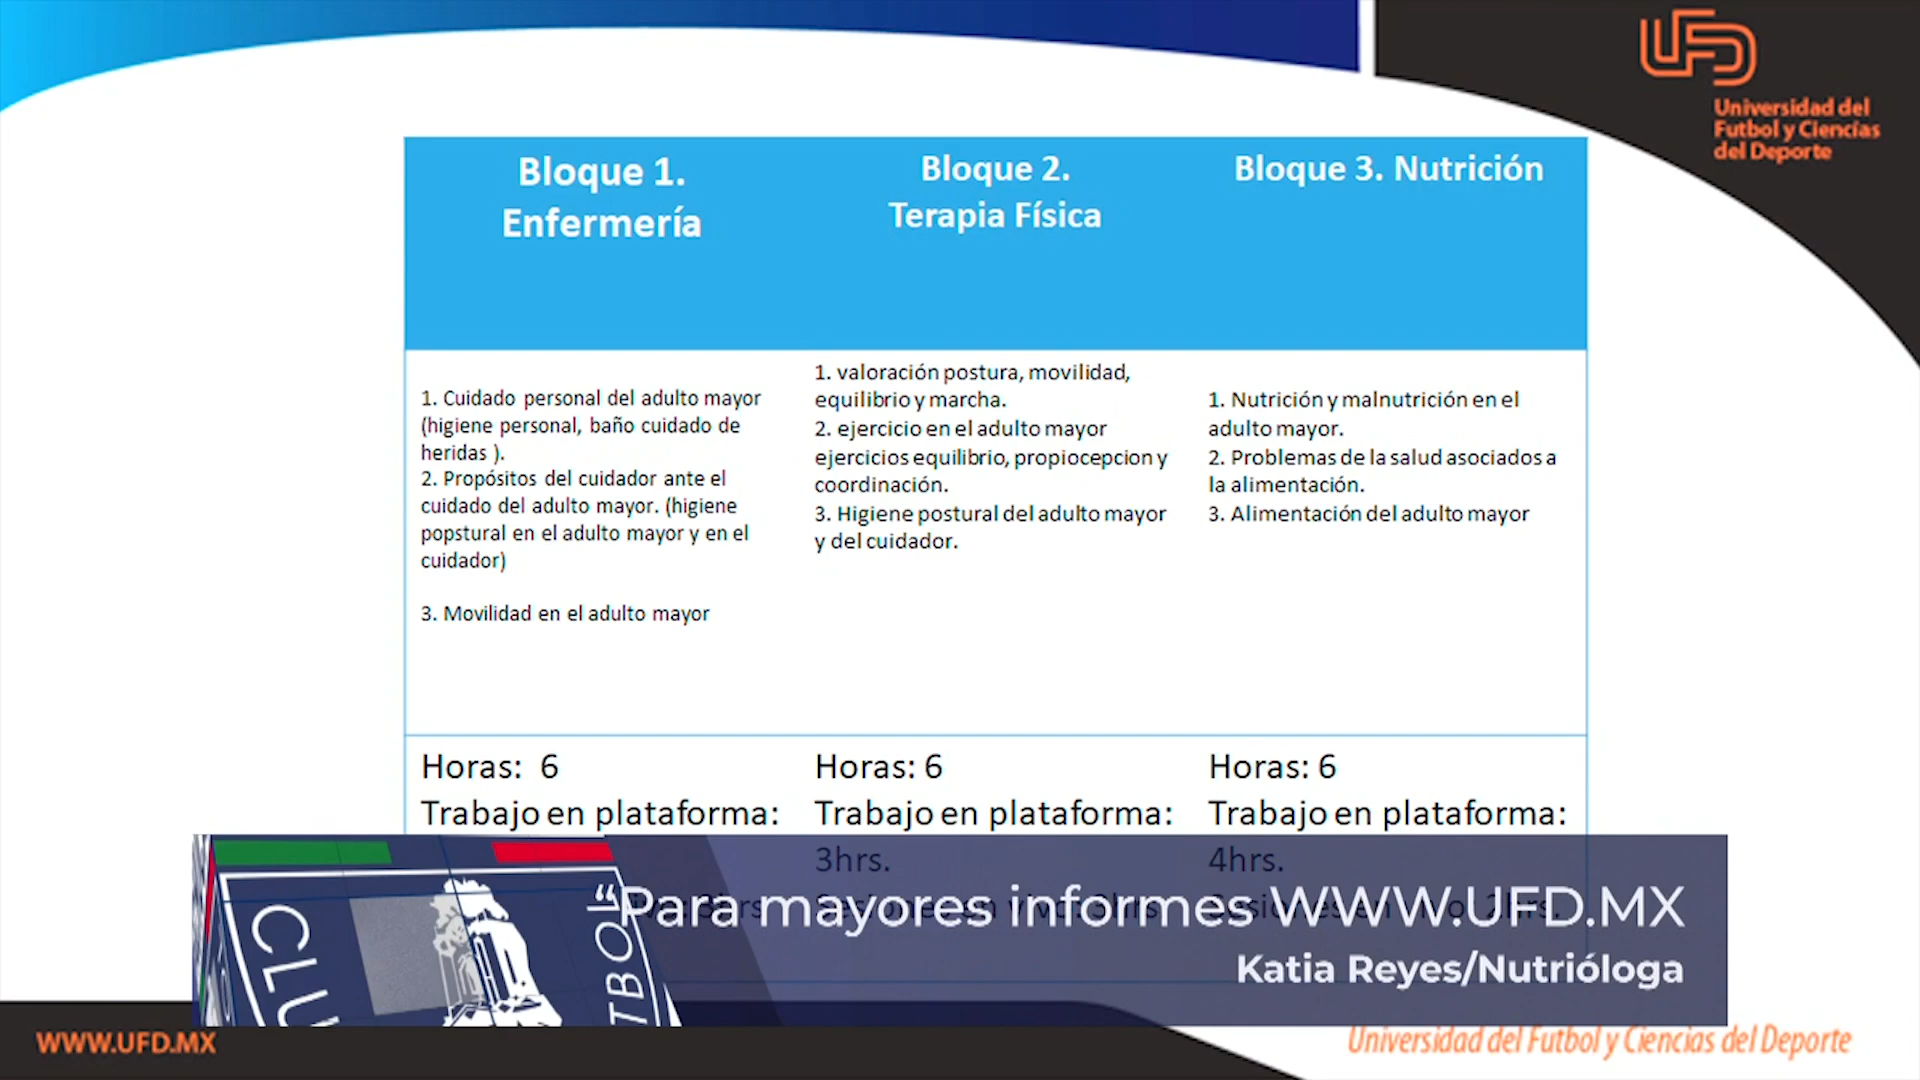 UFD
Universidad del
Futbol y Ciencias
del Deporte
Bloque 1.
Enfermería
Bloque 2.
Terapia Física
Bloque 3. Nutrición
1. Cuidado personal del adulto mayor
(higiene personal, baño cuidado de
heridas ).
2. Propósitos del cuidador ante el
cuidado del adulto mayor. (higiene
popstural en el adulto mayor y en el
cuidador)
3. Movilidad en el adulto mayor
1. valoración postura, movilidad,
equilibrio y marcha.
2. ejercicio en el adulto mayor
ejercicios equilibrio, propiocepcion y
coordinación.
3. Higiene postural del adulto mayor
y del cuidador.
1. Nutrición y malnutrición en el
adulto mayor.
2. Problemas de la salud asociados a
la alimentación.
3. Alimentación del adulto mayor
Horas: 6
Trabajo en plataforma:
Horas: 6
Trabajo en plataforma:
3hrs.
Horas: 6
Trabajo en plataforma:
4hrs.
“Para mayores informes WWW.UFD.MX
Katia Reyes/Nutrióloga
CLU
TBOL
WWW.UFD.MX
Universidad del Futbol y Ciencias del Deporte